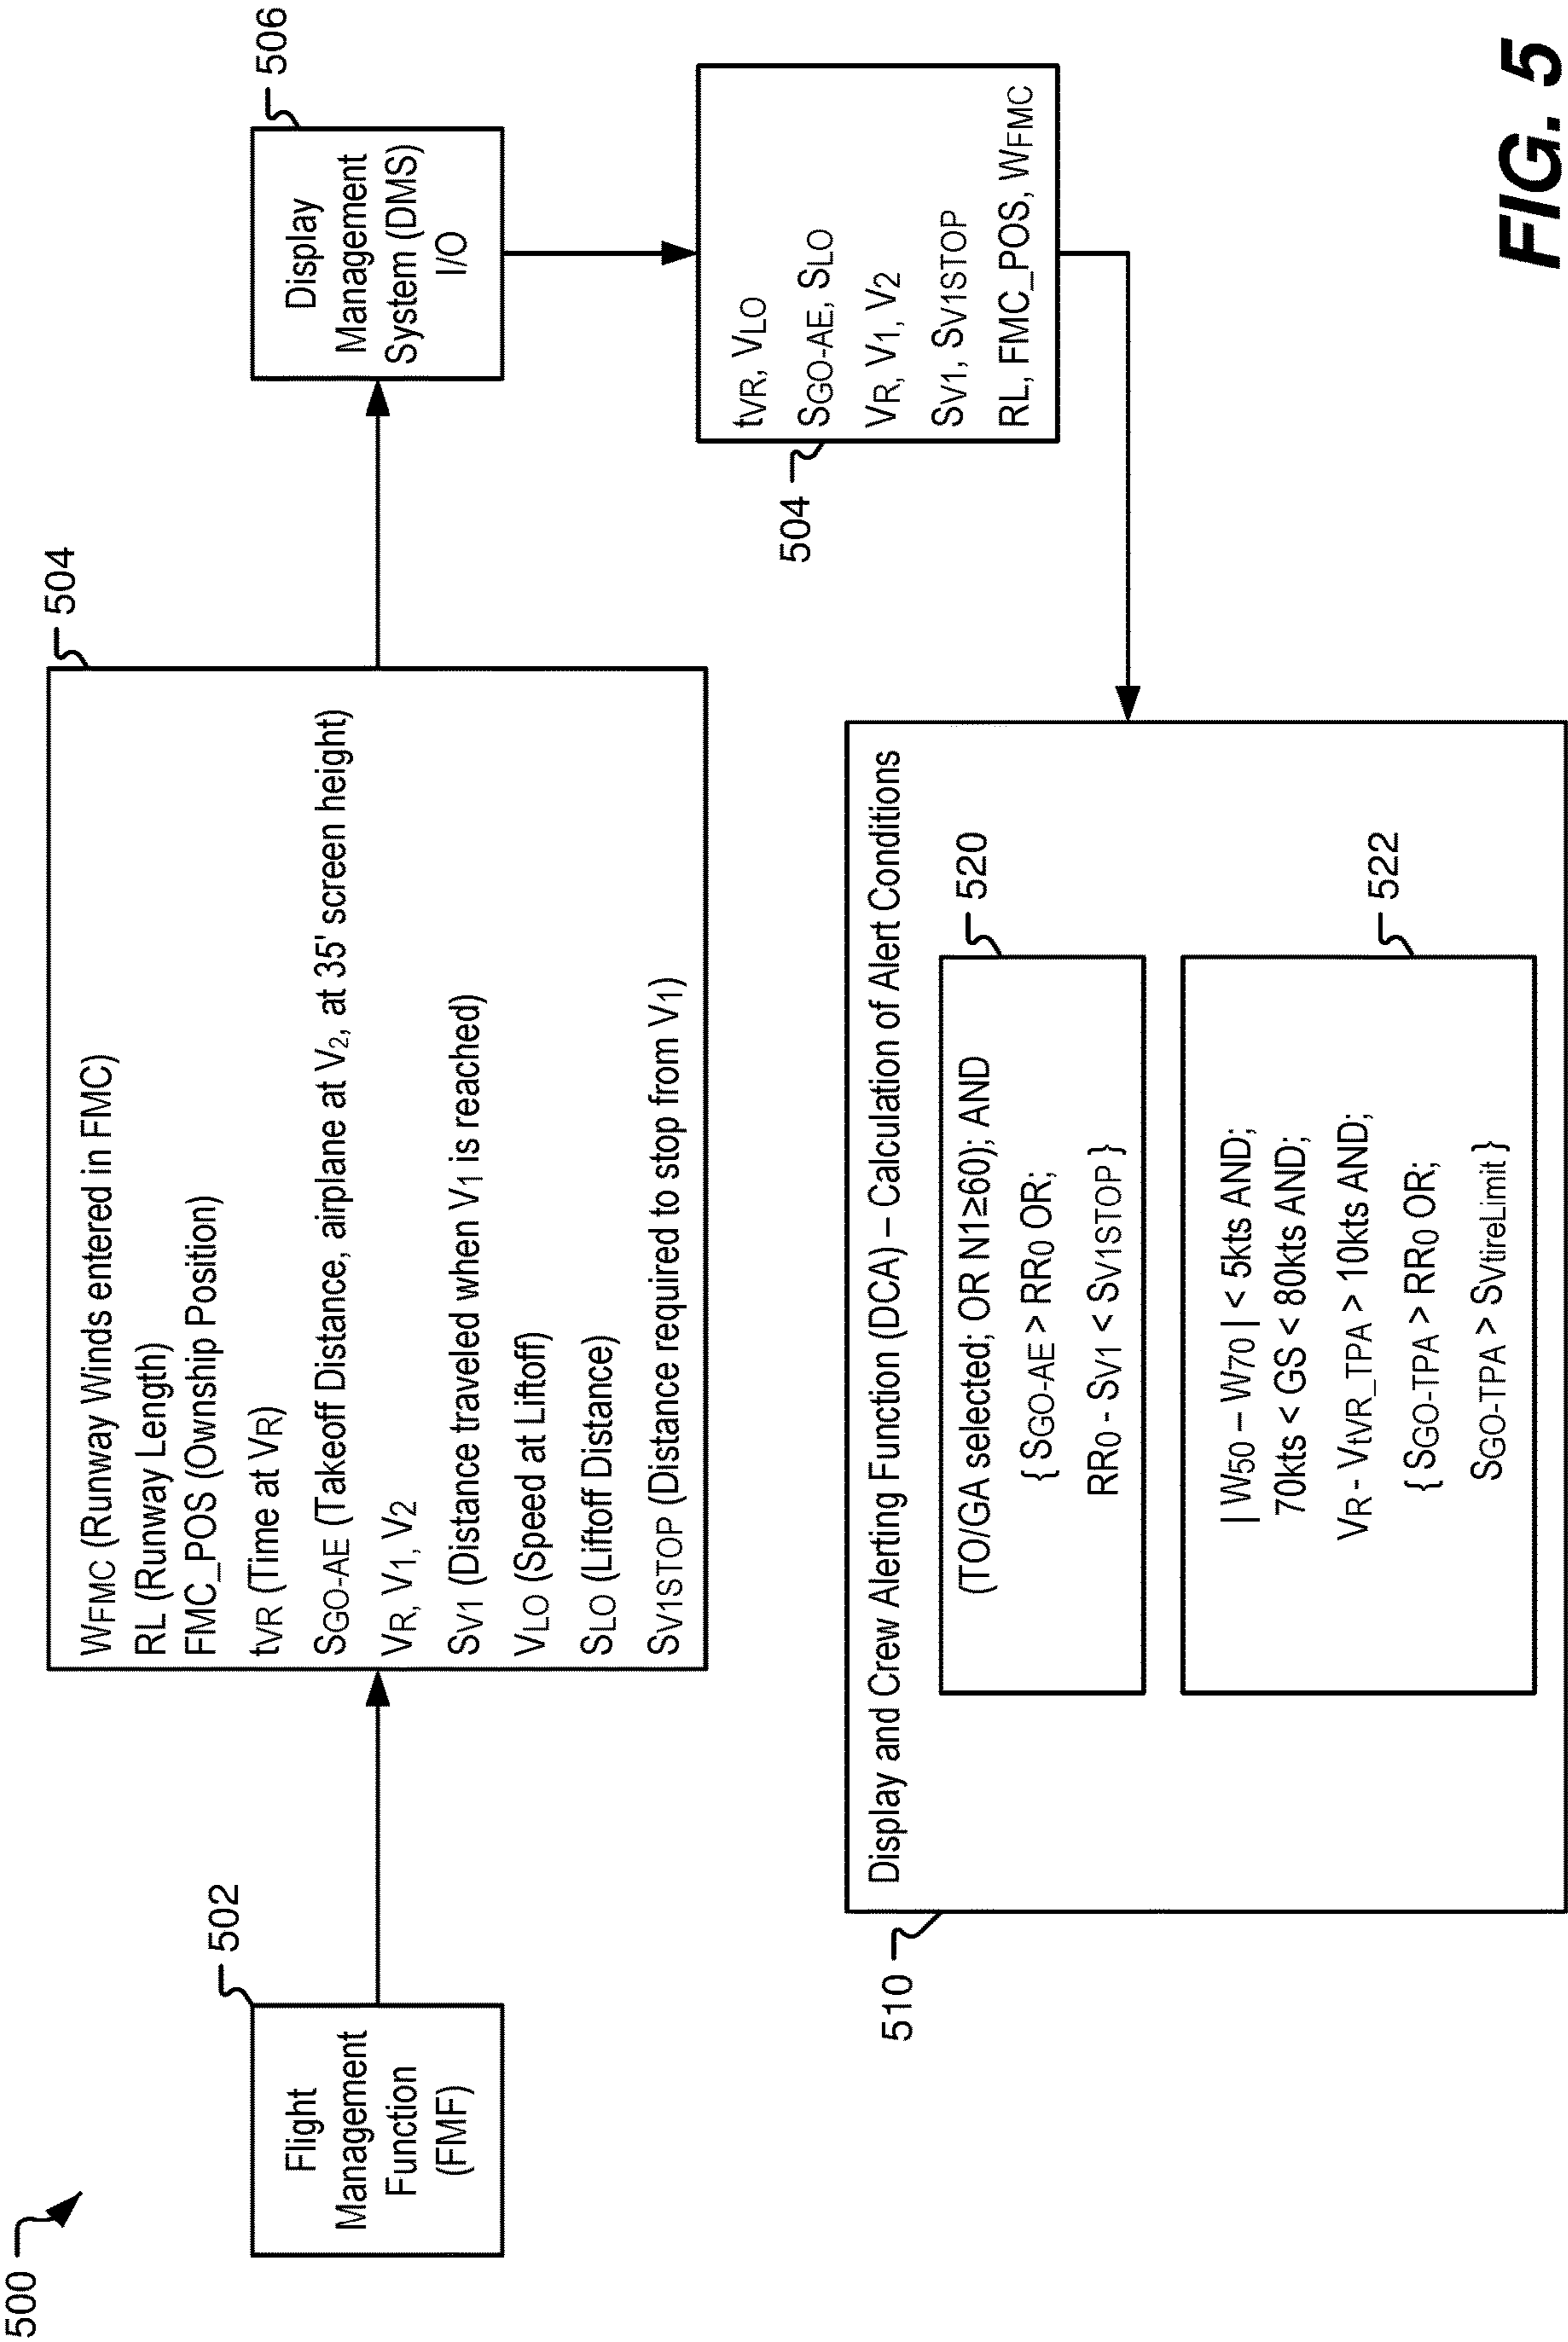 500
502
Flight
Management
Function
(FMF)
504
WFMC (Runway Winds entered in FMC)
RL (Runway Length)
FMC_POS (Ownship Position)
tVR (Time at VR)
SGO-AE (Takeoff Distance, airplane at V2, at 35' screen height)
VR, V1, V2
SV1 (Distance traveled when V1 is reached)
VLO (Speed at Liftoff)
SLO (Liftoff Distance)
SV1STOP (Distance required to stop from V1)
506
Display
Management
System (DMS)
I/O
504
tVR, VLO
SGO-AE, SLO
VR, V1, V2
SV1, SV1STOP
RL, FMC_POS, WFMC
510
Display and Crew Alerting Function (DCA) – Calculation of Alert Conditions
520
(TO/GA selected; OR N1≥60); AND
{ SGO-AE > RR0 OR;
RR0 - SV1 < SV1STOP }
522
| W50 – W70 | < 5kts AND;
70kts < GS < 80kts AND;
VR - VtVR_TPA > 10kts AND;
{ SGO-TPA > RR0 OR;
SGO-TPA > SVtireLimit }
FIG. 5